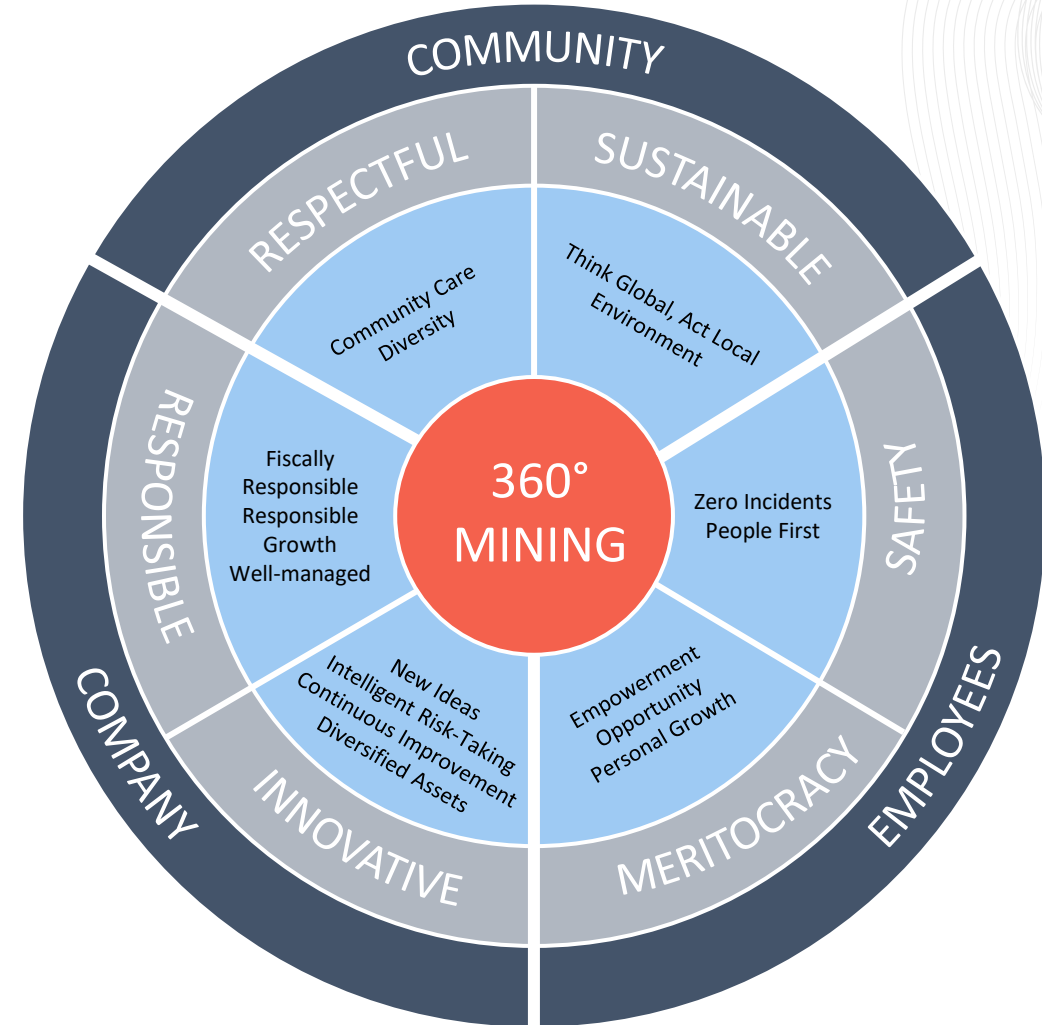 COMMUNITY
RESPECTFUL
SUSTAINABLE
Community Care
Diversity
Think Global, Act Local
Environment
RESPONSIBLE
Fiscally
Responsible
Responsible
Growth
Well-managed
360°
MINING
Zero Incidents
People First
SAFETY
New Ideas
Intelligent Risk-Taking
Continuous Improvement
Diversified Assets
Empowerment
Opportunity
Personal Growth
INNOVATIVE
MERITOCRACY
COMPANY
EMPLOYEES